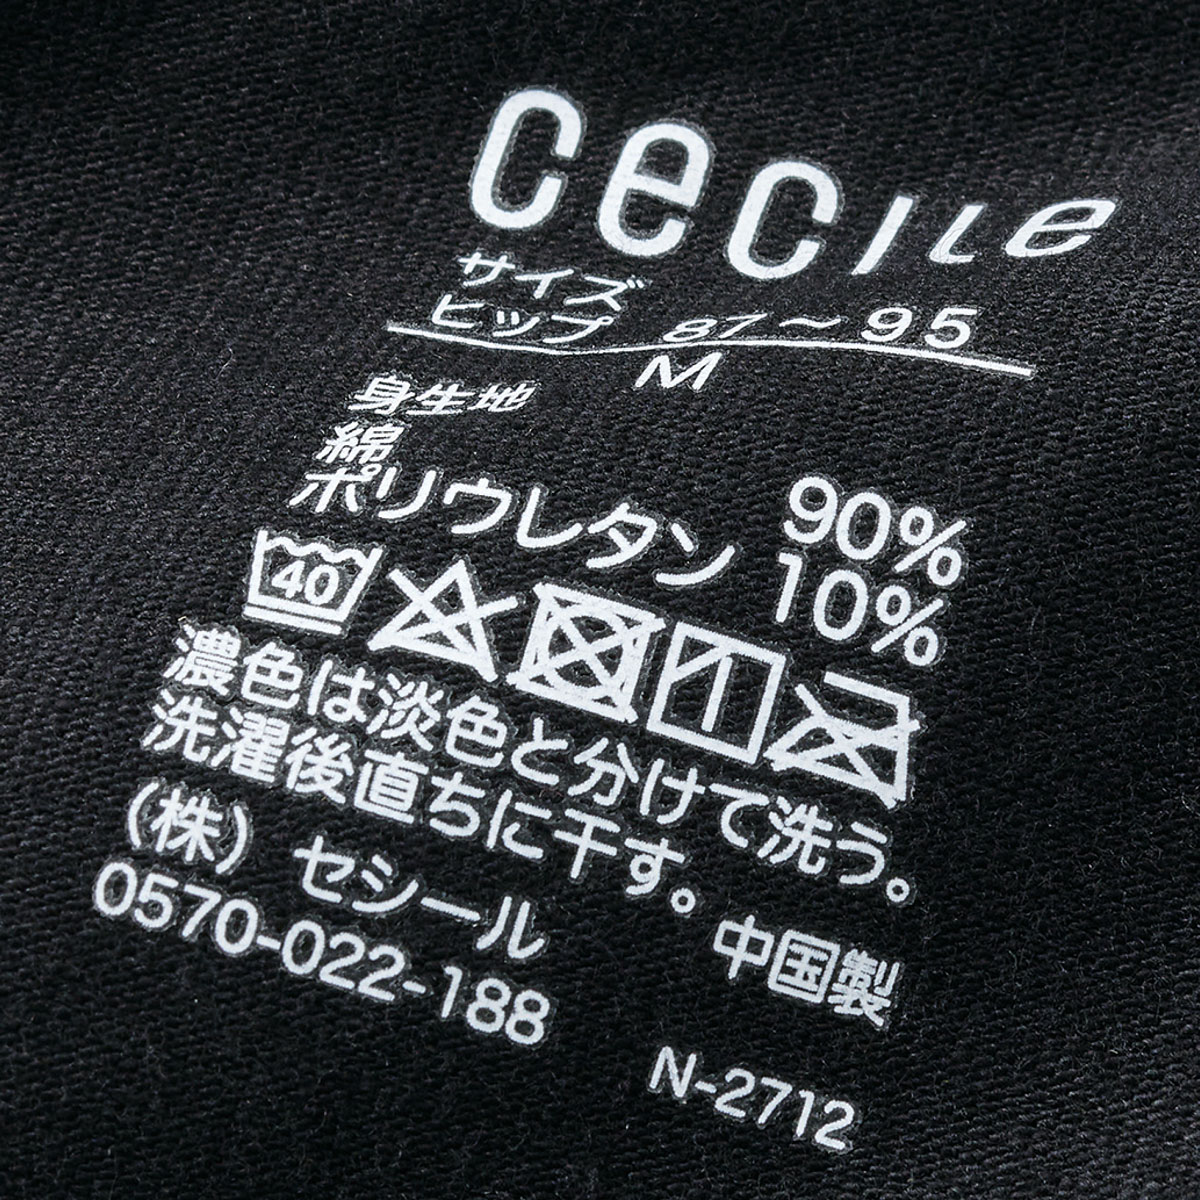 cecile
サイズ
ヒップ 87～95
M
身生地
綿 90%
ポリウレタン 10%
40
濃色は淡色と分けて洗う。
洗濯後直ちに干す。
(株) セシール 中国製
0570-022-188
N-2712